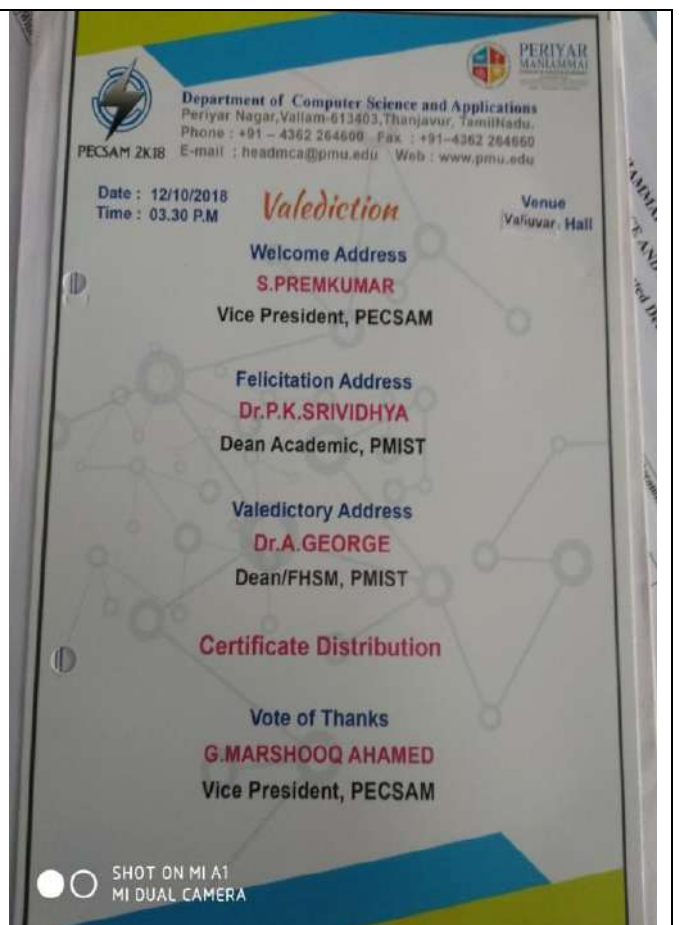 PERIYAR
MANIAMMAI
PECSAM 2K18
Department of Computer Science and Applications
Periyar Nagar,Vallam-613403,Thanjavur, TamilNadu.
Phone : +91 – 4362 264600 Fax : +91–4362 264660
E-mail : headmca@pmu.edu Web : www.pmu.edu
Date : 12/10/2018
Time : 03.30 P.M
Valediction
Venue
Valluvar Hall
Welcome Address
S.PREMKUMAR
Vice President, PECSAM
Felicitation Address
Dr.P.K.SRIVIDHYA
Dean Academic, PMIST
Valedictory Address
Dr.A.GEORGE
Dean/FHSM, PMIST
Certificate Distribution
Vote of Thanks
G.MARSHOOQ AHAMED
Vice President, PECSAM
SHOT ON MI A1
MI DUAL CAMERA